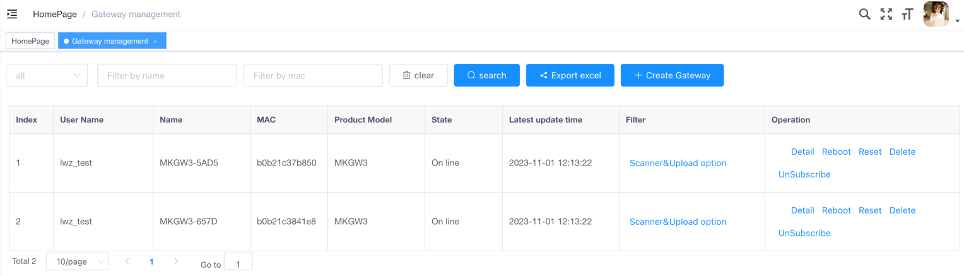 HomePage / Gateway management
HomePage Gateway management ×
all Filter by name Filter by mac clear search Export excel + Create Gateway
Index User Name Name MAC Product Model State Latest update time Filter Operation
1 lwz_test MKGW3-5AD5 b0b21c37b850 MKGW3 On line 2023-11-01 12:13:22 Scanner&Upload option Detail Reboot Reset Delete
UnSubscribe
2 lwz_test MKGW3-657D b0b21c3841e8 MKGW3 On line 2023-11-01 12:13:22 Scanner&Upload option Detail Reboot Reset Delete
UnSubscribe
Total 2 10/page < 1 > Go to 1